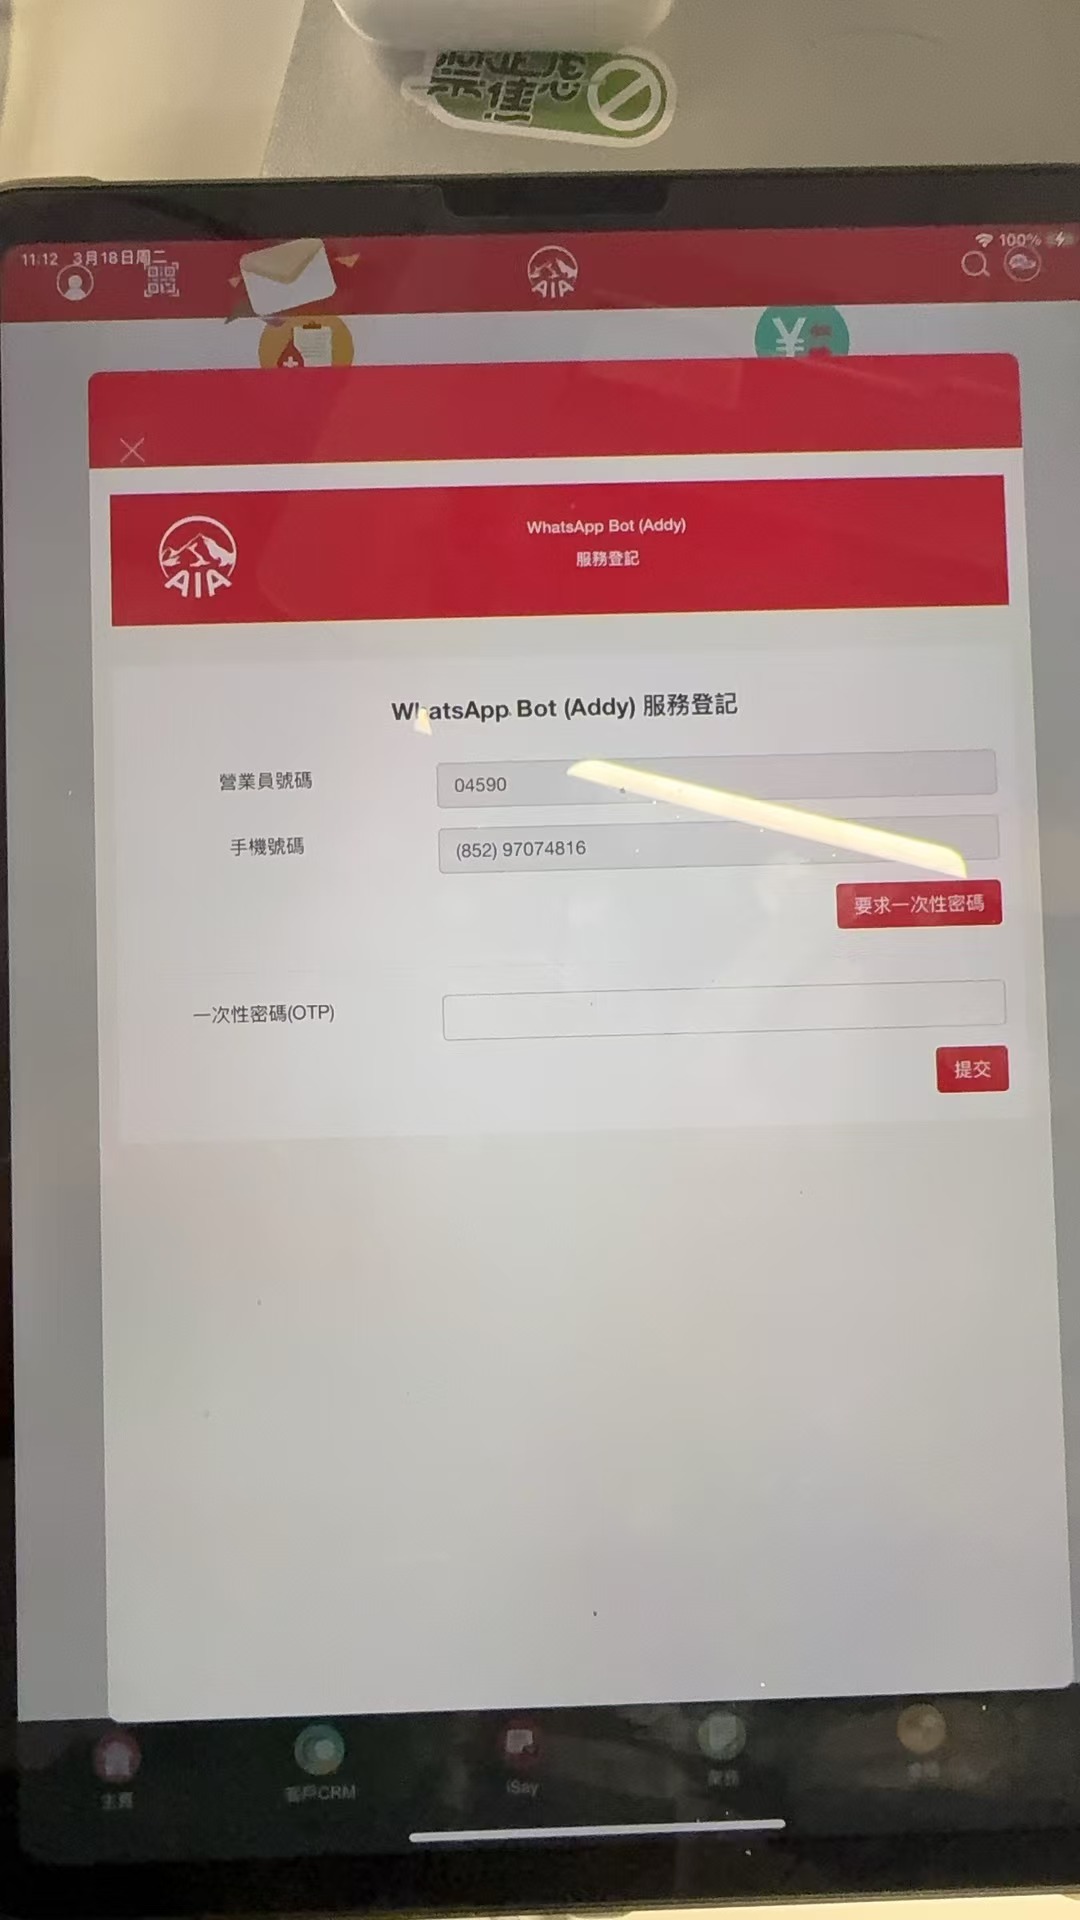 11:12 3月18日周二
100%
AIA
¥
AIA
WhatsApp Bot (Addy)
服務登記
WhatsApp Bot (Addy) 服務登記
營業員號碼
04590
手機號碼
(852) 97074816
要求一次性密碼
一次性密碼(OTP)
提交
主頁
客戶CRM
iSay